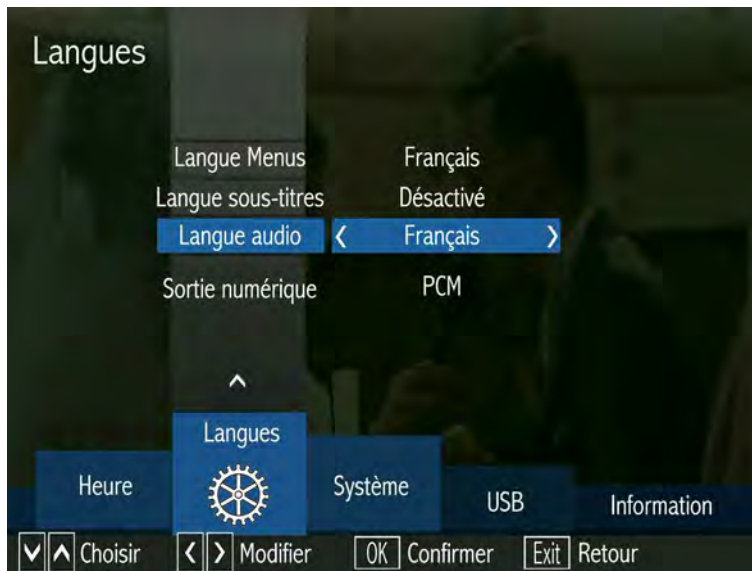 Langues
Langue Menus Français
Langue sous-titres Désactivé
Langue audio Français
Sortie numérique PCM
Langues
Heure Système USB Information
Choisir Modifier OK Confirmer Exit Retour